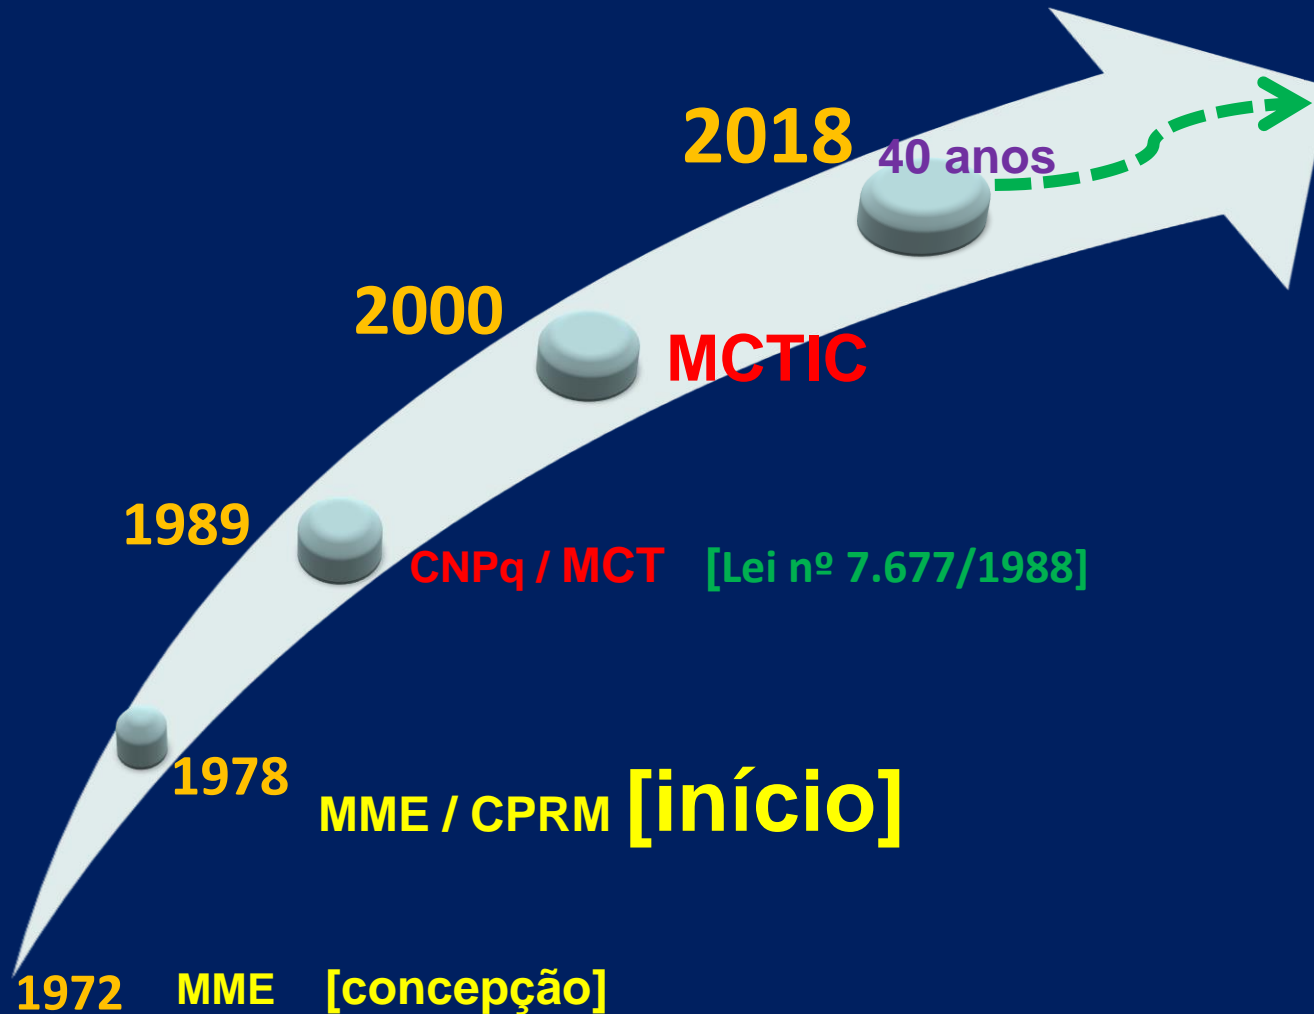 2018 40 anos
2000 MCTIC
1989 CNPq / MCT [Lei nº 7.677/1988]
1978 MME / CPRM [início]
1972 MME [concepção]